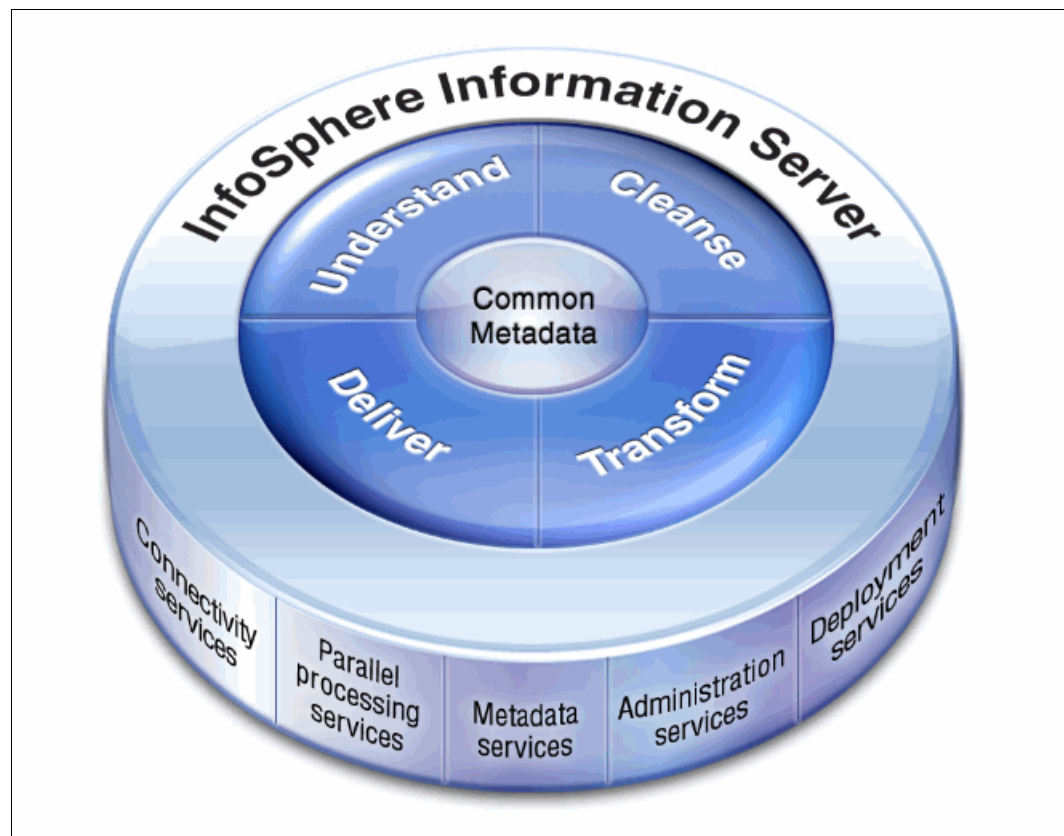 InfoSphere Information Server
Understand
Cleanse
Common
Metadata
Deliver
Transform
Connectivity
services
Parallel
processing
services
Metadata
services
Administration
services
Deployment
services